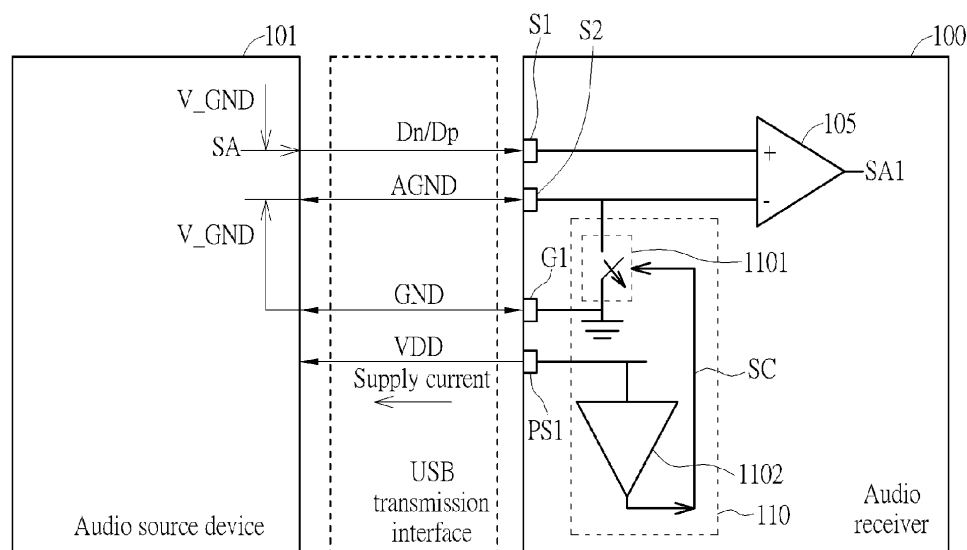 101
S1
S2
100
V_GND
SA
Dn/Dp
105
+
-
SA1
AGND
V_GND
G1
1101
GND
VDD
Supply current
PS1
SC
1102
110
USB
transmission
interface
Audio source device
Audio
receiver